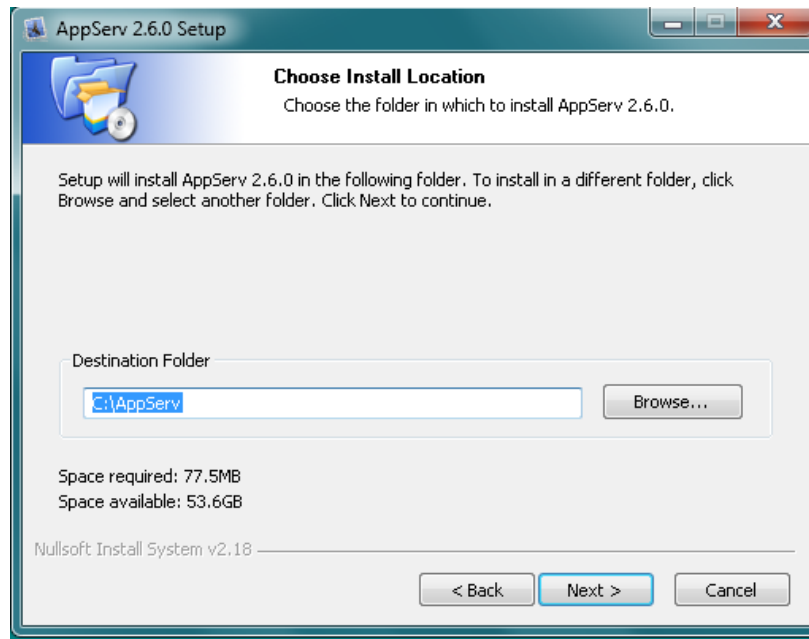 AppServ 2.6.0 Setup
Choose Install Location
Choose the folder in which to install AppServ 2.6.0.
Setup will install AppServ 2.6.0 in the following folder. To install in a different folder, click
Browse and select another folder. Click Next to continue.
Destination Folder
C:\AppServ
Browse...
Space required: 77.5MB
Space available: 53.6GB
Nullsoft Install System v2.18
< Back
Next >
Cancel